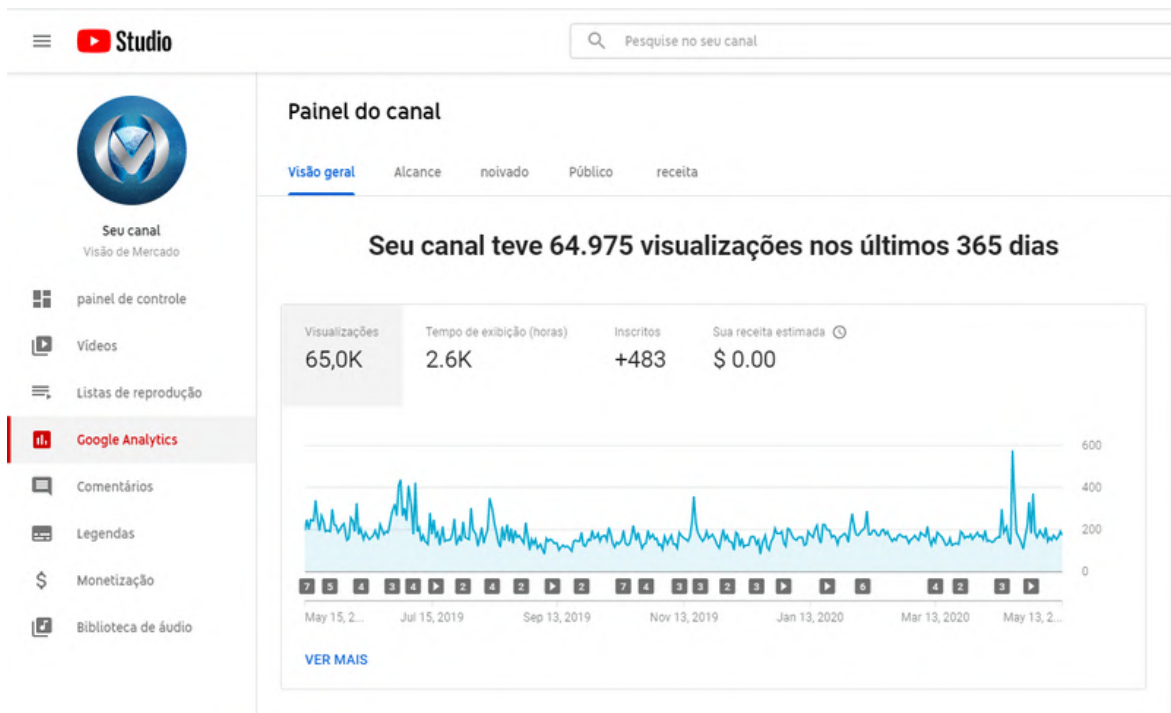 Studio
Pesquise no seu canal
Seu canal
Visão de Mercado
painel de controle
Vídeos
Listas de reprodução
Google Analytics
Comentários
Legendas
Monetização
Biblioteca de áudio
Painel do canal
Visão geral Alcance noivado Público receita
Seu canal teve 64.975 visualizações nos últimos 365 dias
Visualizações Tempo de exibição (horas) Inscritos Sua receita estimada
65,0K 2.6K +483 $ 0.00
600
400
200
0
7 5 4 3 4 2 4 2 2 7 4 3 3 2 3 6 4 2 3
May 15, 2... Jul 15, 2019 Sep 13, 2019 Nov 13, 2019 Jan 13, 2020 Mar 13, 2020 May 13, 2...
VER MAIS